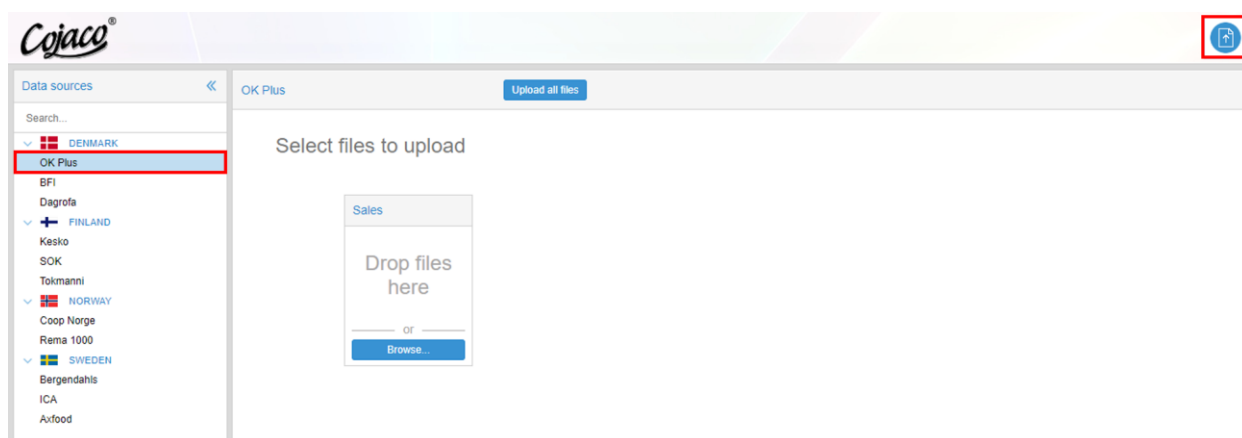 Cojaco®
Data sources
OK Plus
Upload all files
Search...
DENMARK
OK Plus
BFI
Dagrofa
FINLAND
Kesko
SOK
Tokmanni
NORWAY
Coop Norge
Rema 1000
SWEDEN
Bergendahls
ICA
Axfood
Select files to upload
Sales
Drop files
here
or
Browse...